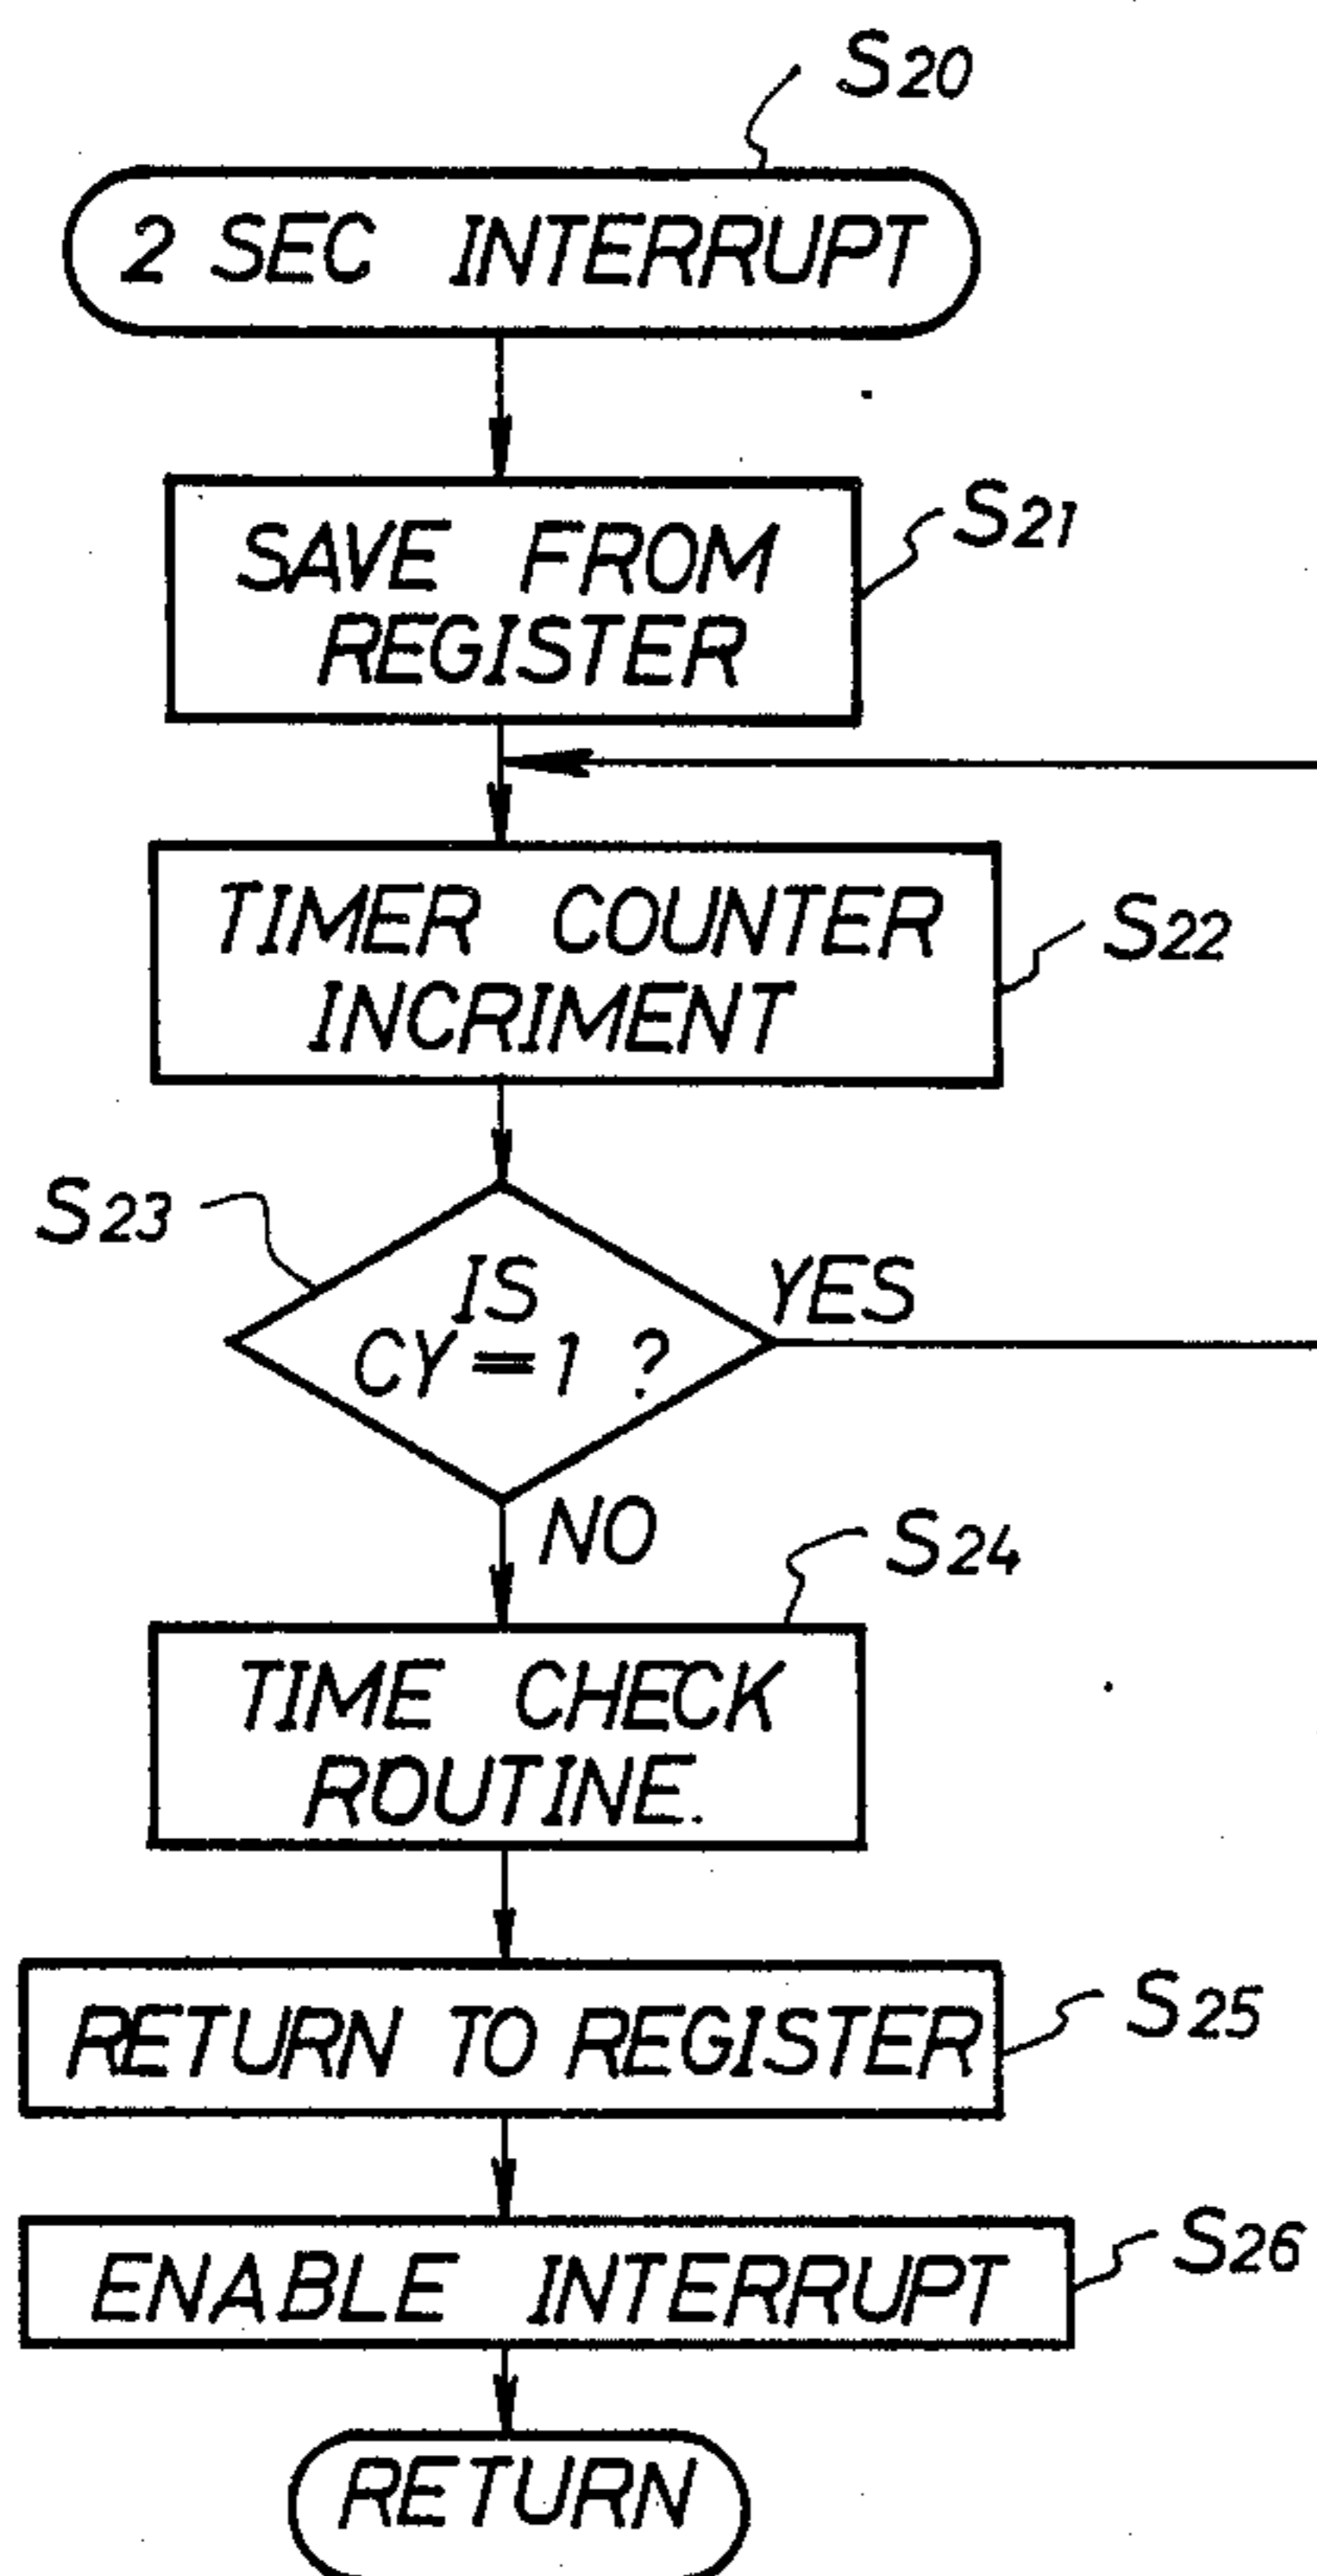 S20
2 SEC INTERRUPT
SAVE FROM
REGISTER
S21
TIMER COUNTER
INCRIMENT
S22
S23
IS
CY=1 ?
YES
NO
S24
TIME CHECK
ROUTINE.
RETURN TO REGISTER
S25
ENABLE INTERRUPT
S26
RETURN